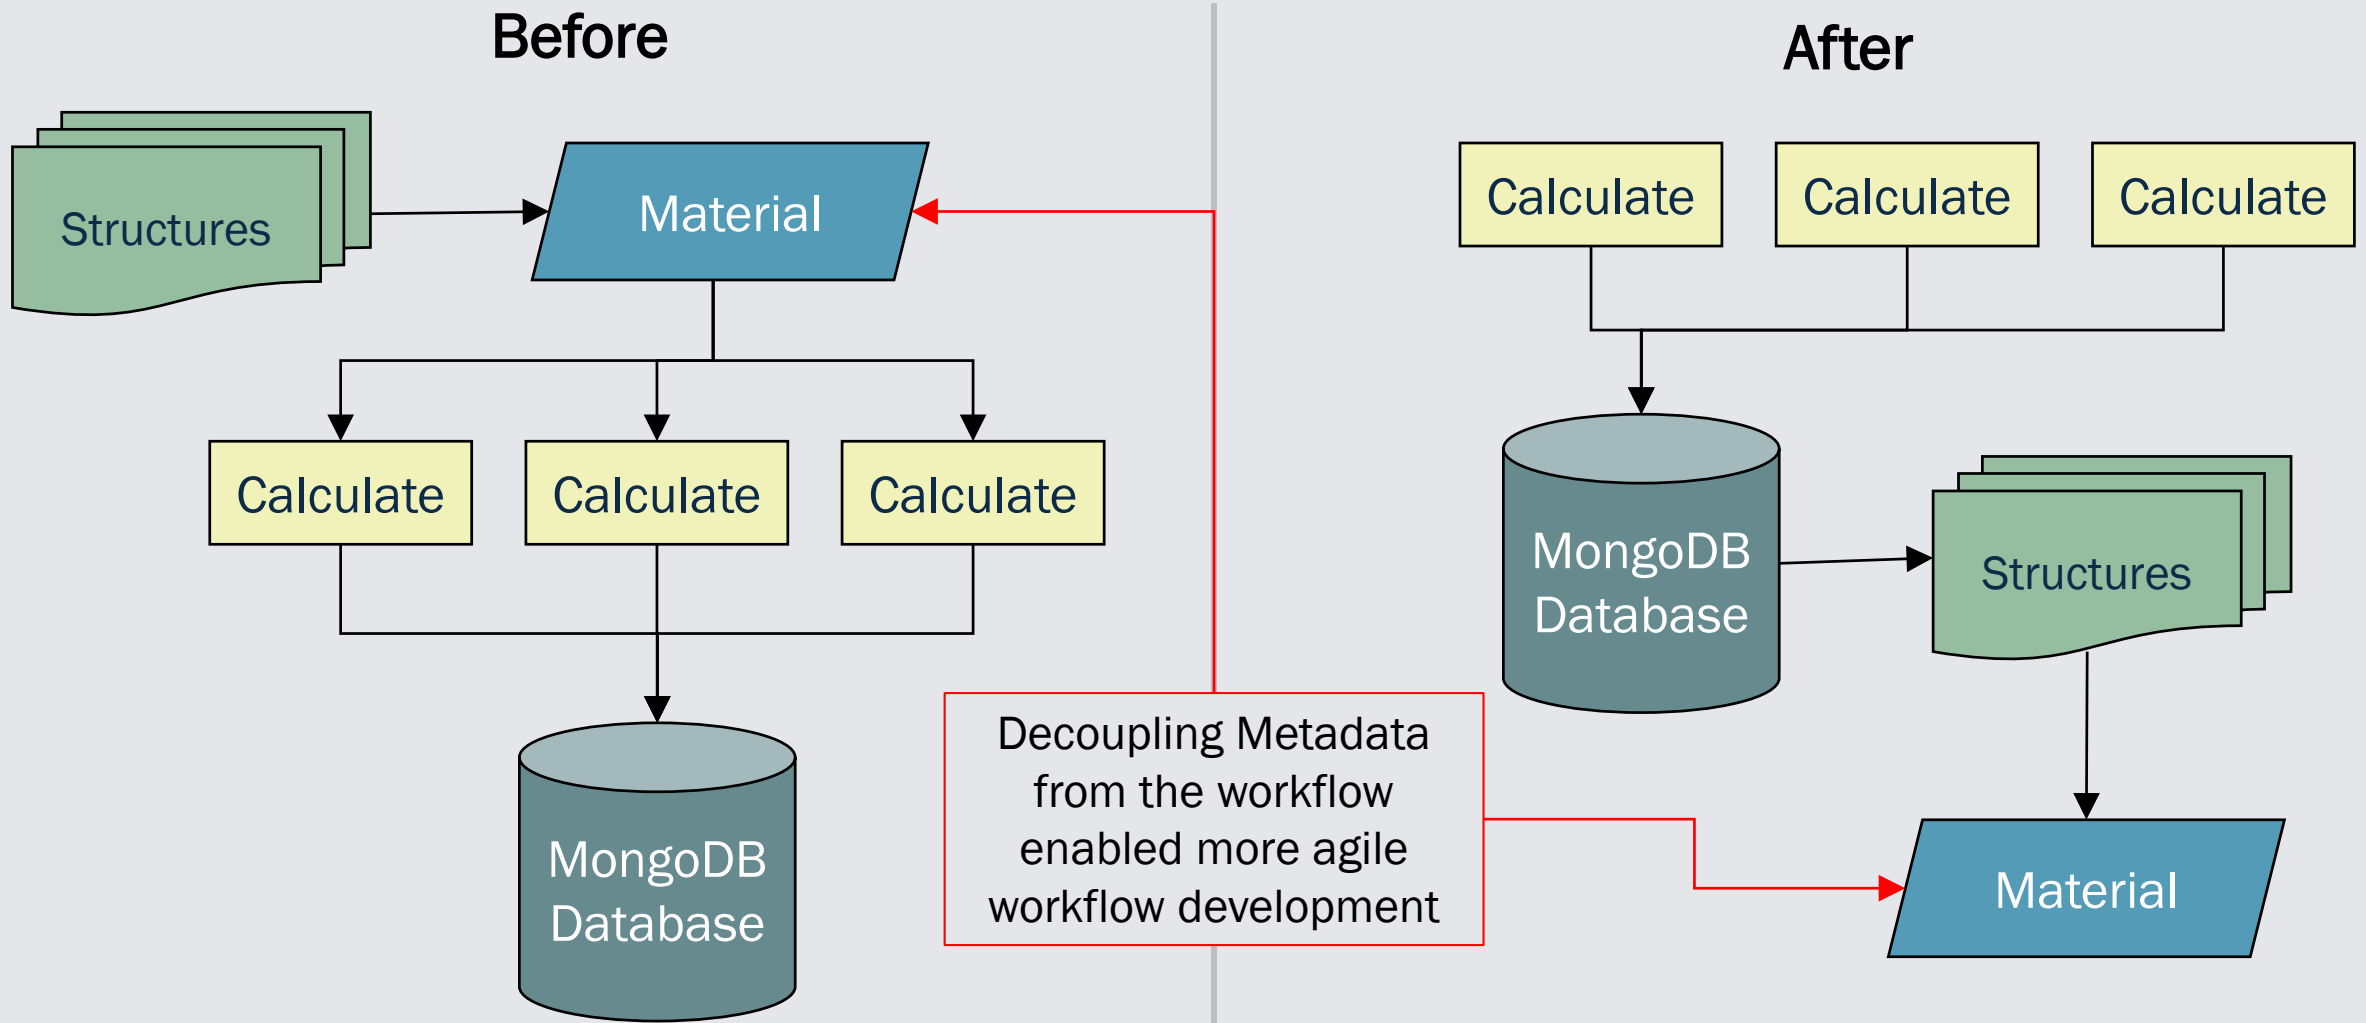 Before
Structures
Material
Calculate
Calculate
Calculate
MongoDB
Database
Decoupling Metadata
from the workflow
enabled more agile
workflow development
After
Calculate
Calculate
Calculate
MongoDB
Database
Structures
Material